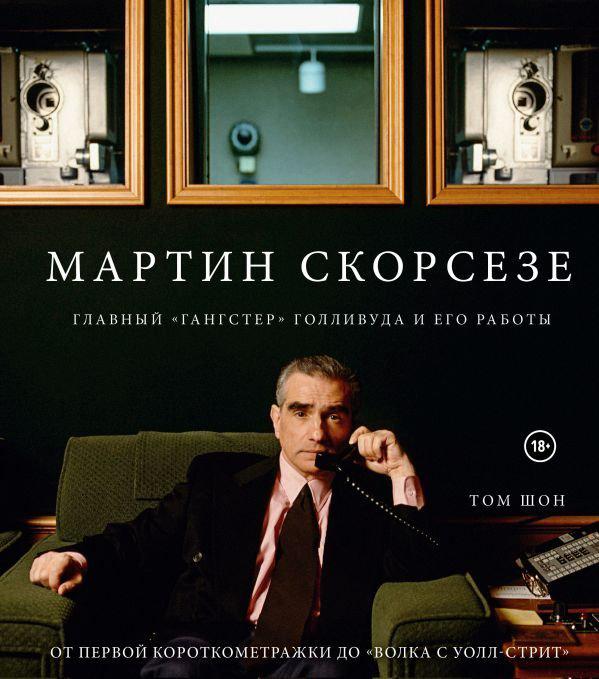 МАРТИН СКОРСЕЗЕ
ГЛАВНЫЙ «ГАНГСТЕР» ГОЛЛИВУДА И ЕГО РАБОТЫ
18+
ТОМ ШОН
ОТ ПЕРВОЙ КОРОТКОМЕТРАЖКИ ДО «ВОЛКА С УОЛЛ-СТРИТ»